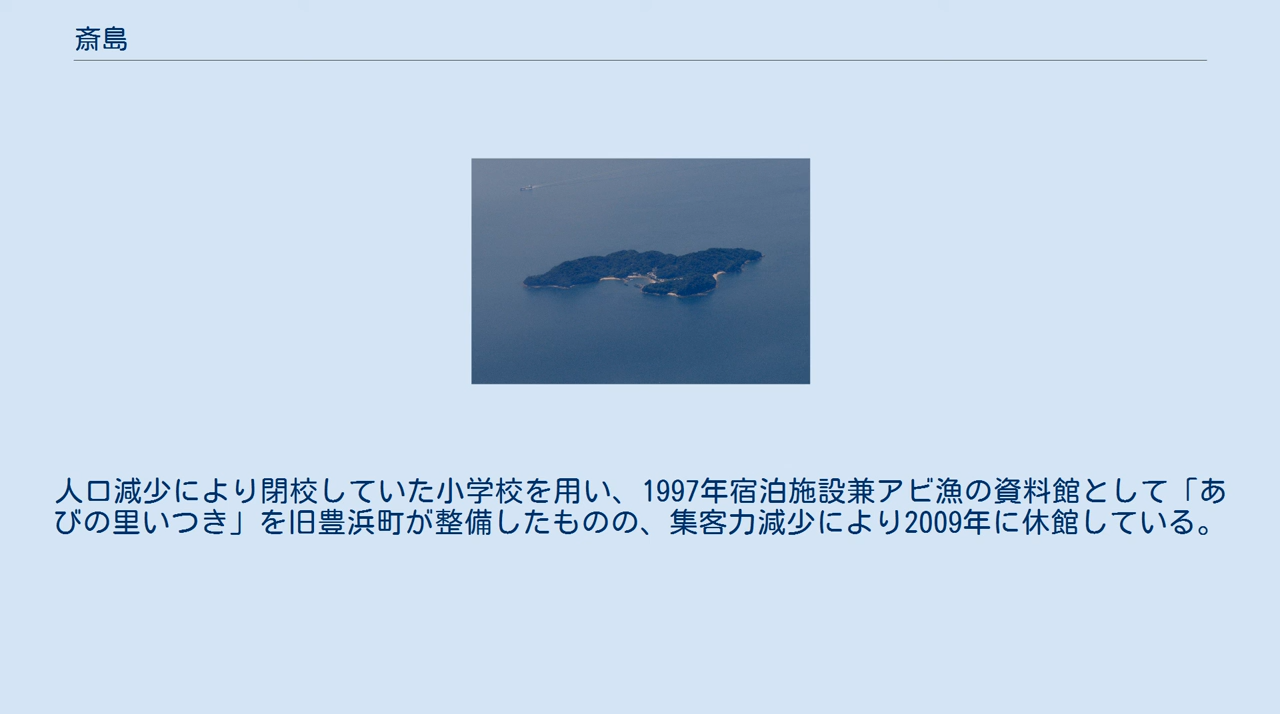 斎島
人口減少により閉校していた小学校を用い、1997年宿泊施設兼アビ漁の資料館として「あ
びの里いつき」を旧豊浜町が整備したものの、集客力減少により2009年に休館している。